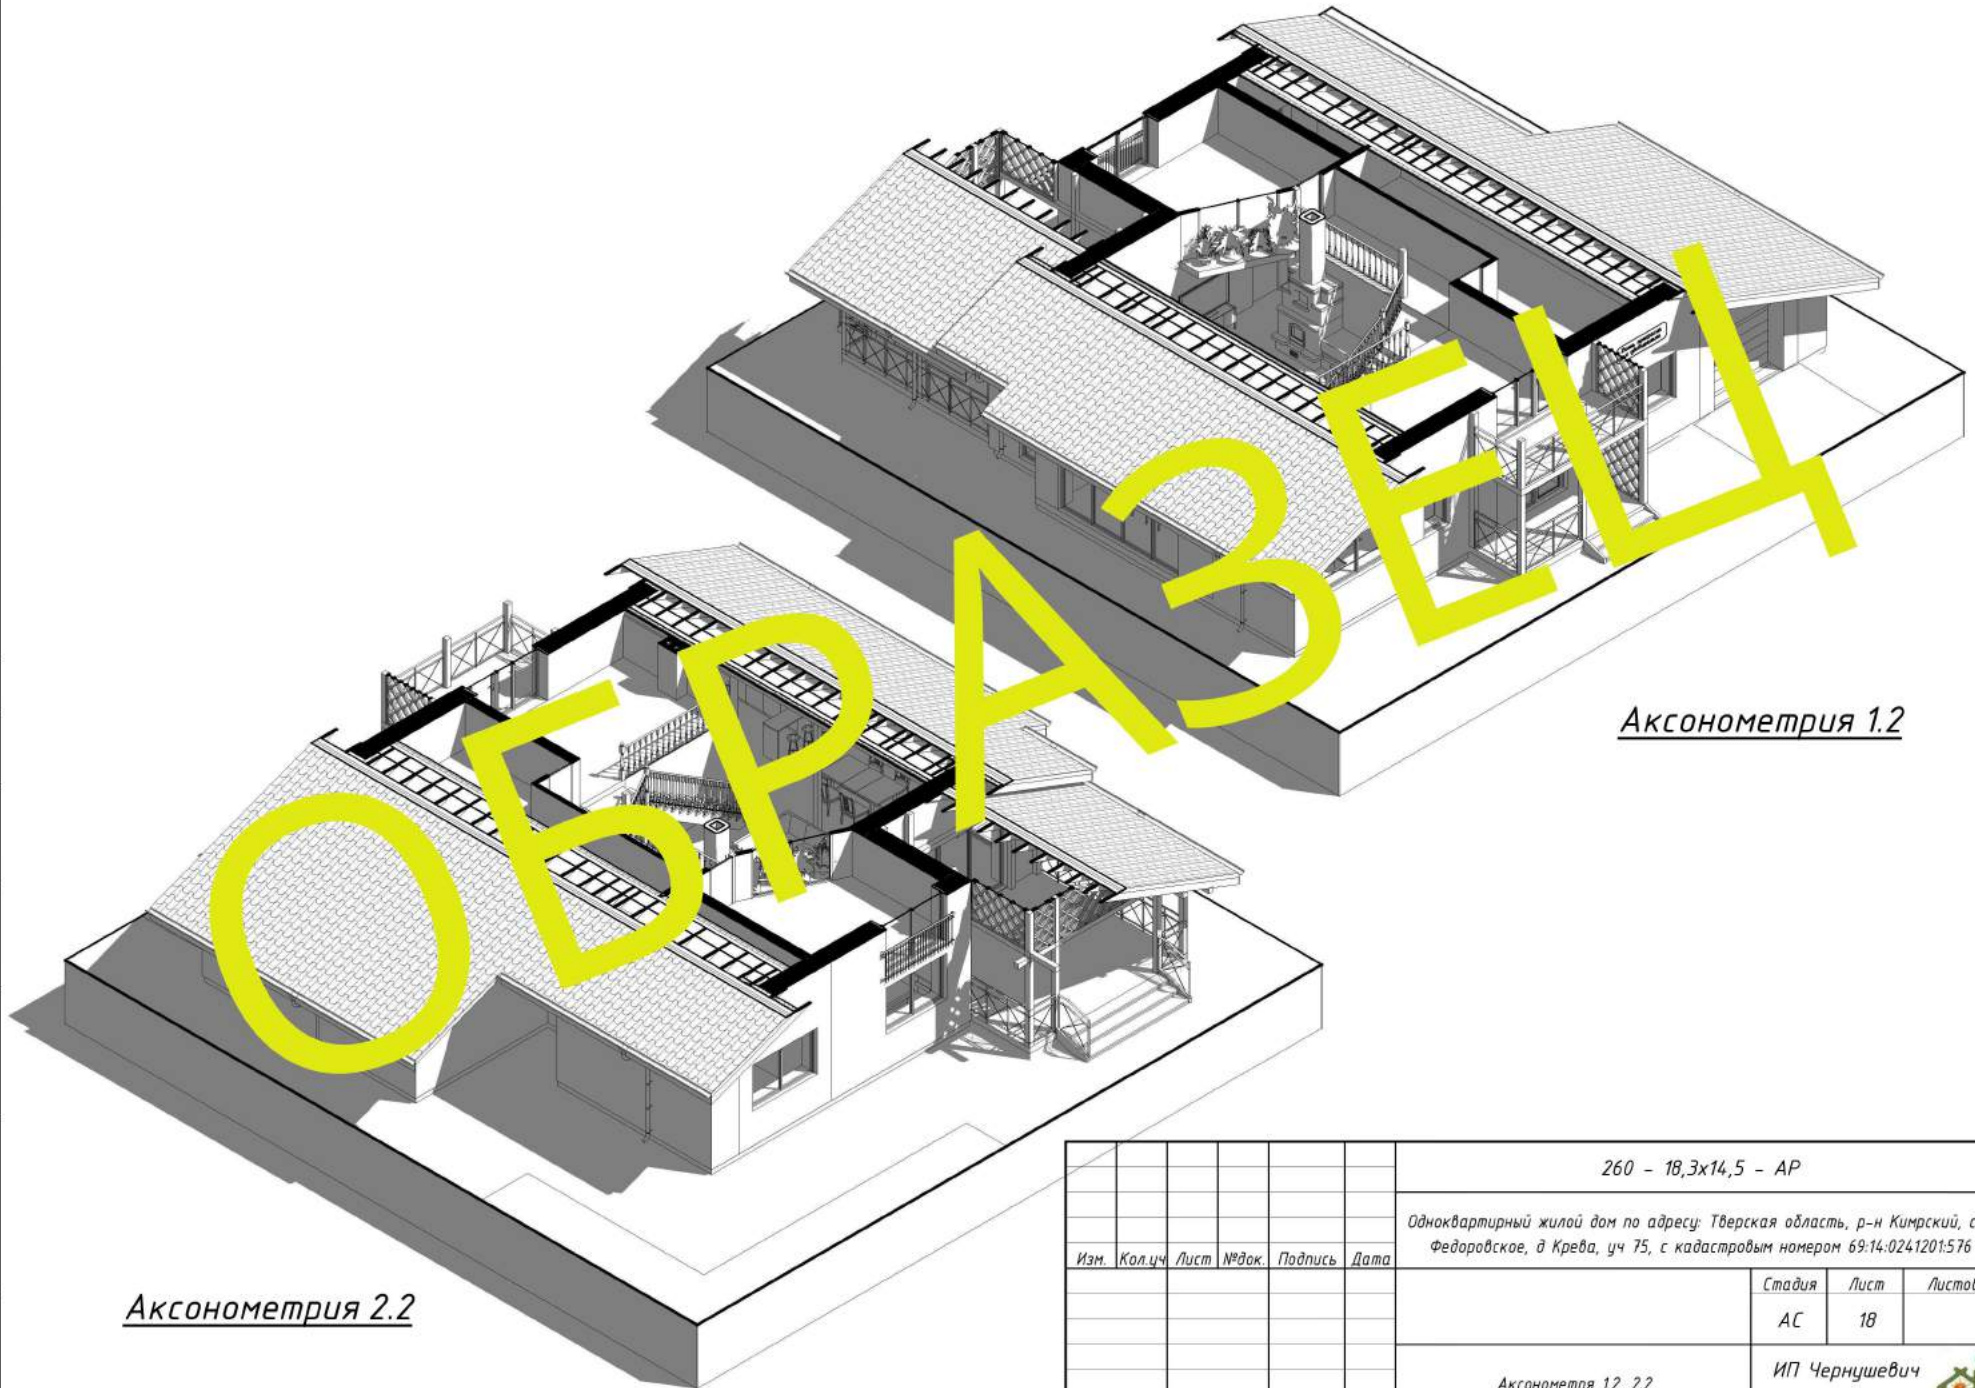 ОБРАЗЕЦ
Аксонометрия 1.2
Аксонометрия 2.2
260 - 18,3х14,5 - АР
Одноквартирный жилой дом по адресу: Тверская область, р-н Кимрский, с
Федоровское, д Крева, уч 75, с кадастровым номером 69:14:0241201:576
Изм. Кол.уч Лист №док. Подпись Дата
Стадия Лист Листов
АС 18
ИП Чернушевич
Аксонометрия 1.2, 2.2